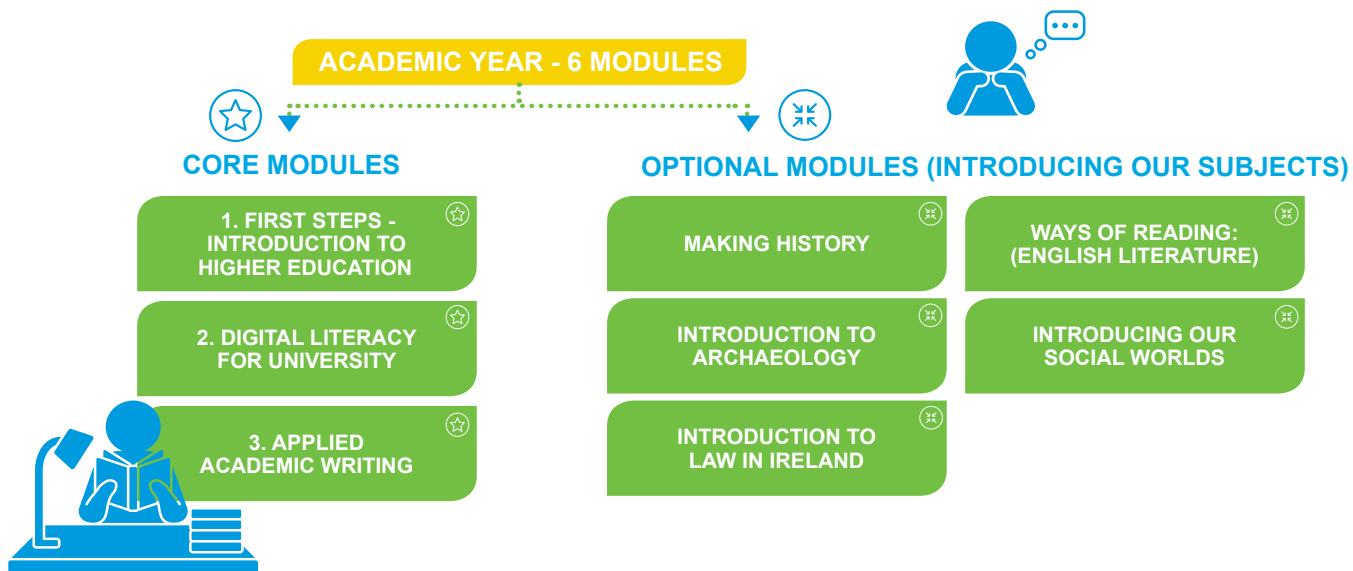 ACADEMIC YEAR - 6 MODULES
CORE MODULES
1. FIRST STEPS -
INTRODUCTION TO
HIGHER EDUCATION
2. DIGITAL LITERACY
FOR UNIVERSITY
3. APPLIED
ACADEMIC WRITING
OPTIONAL MODULES (INTRODUCING OUR SUBJECTS)
MAKING HISTORY
WAYS OF READING:
(ENGLISH LITERATURE)
INTRODUCTION TO
ARCHAEOLOGY
INTRODUCING OUR
SOCIAL WORLDS
INTRODUCTION TO
LAW IN IRELAND